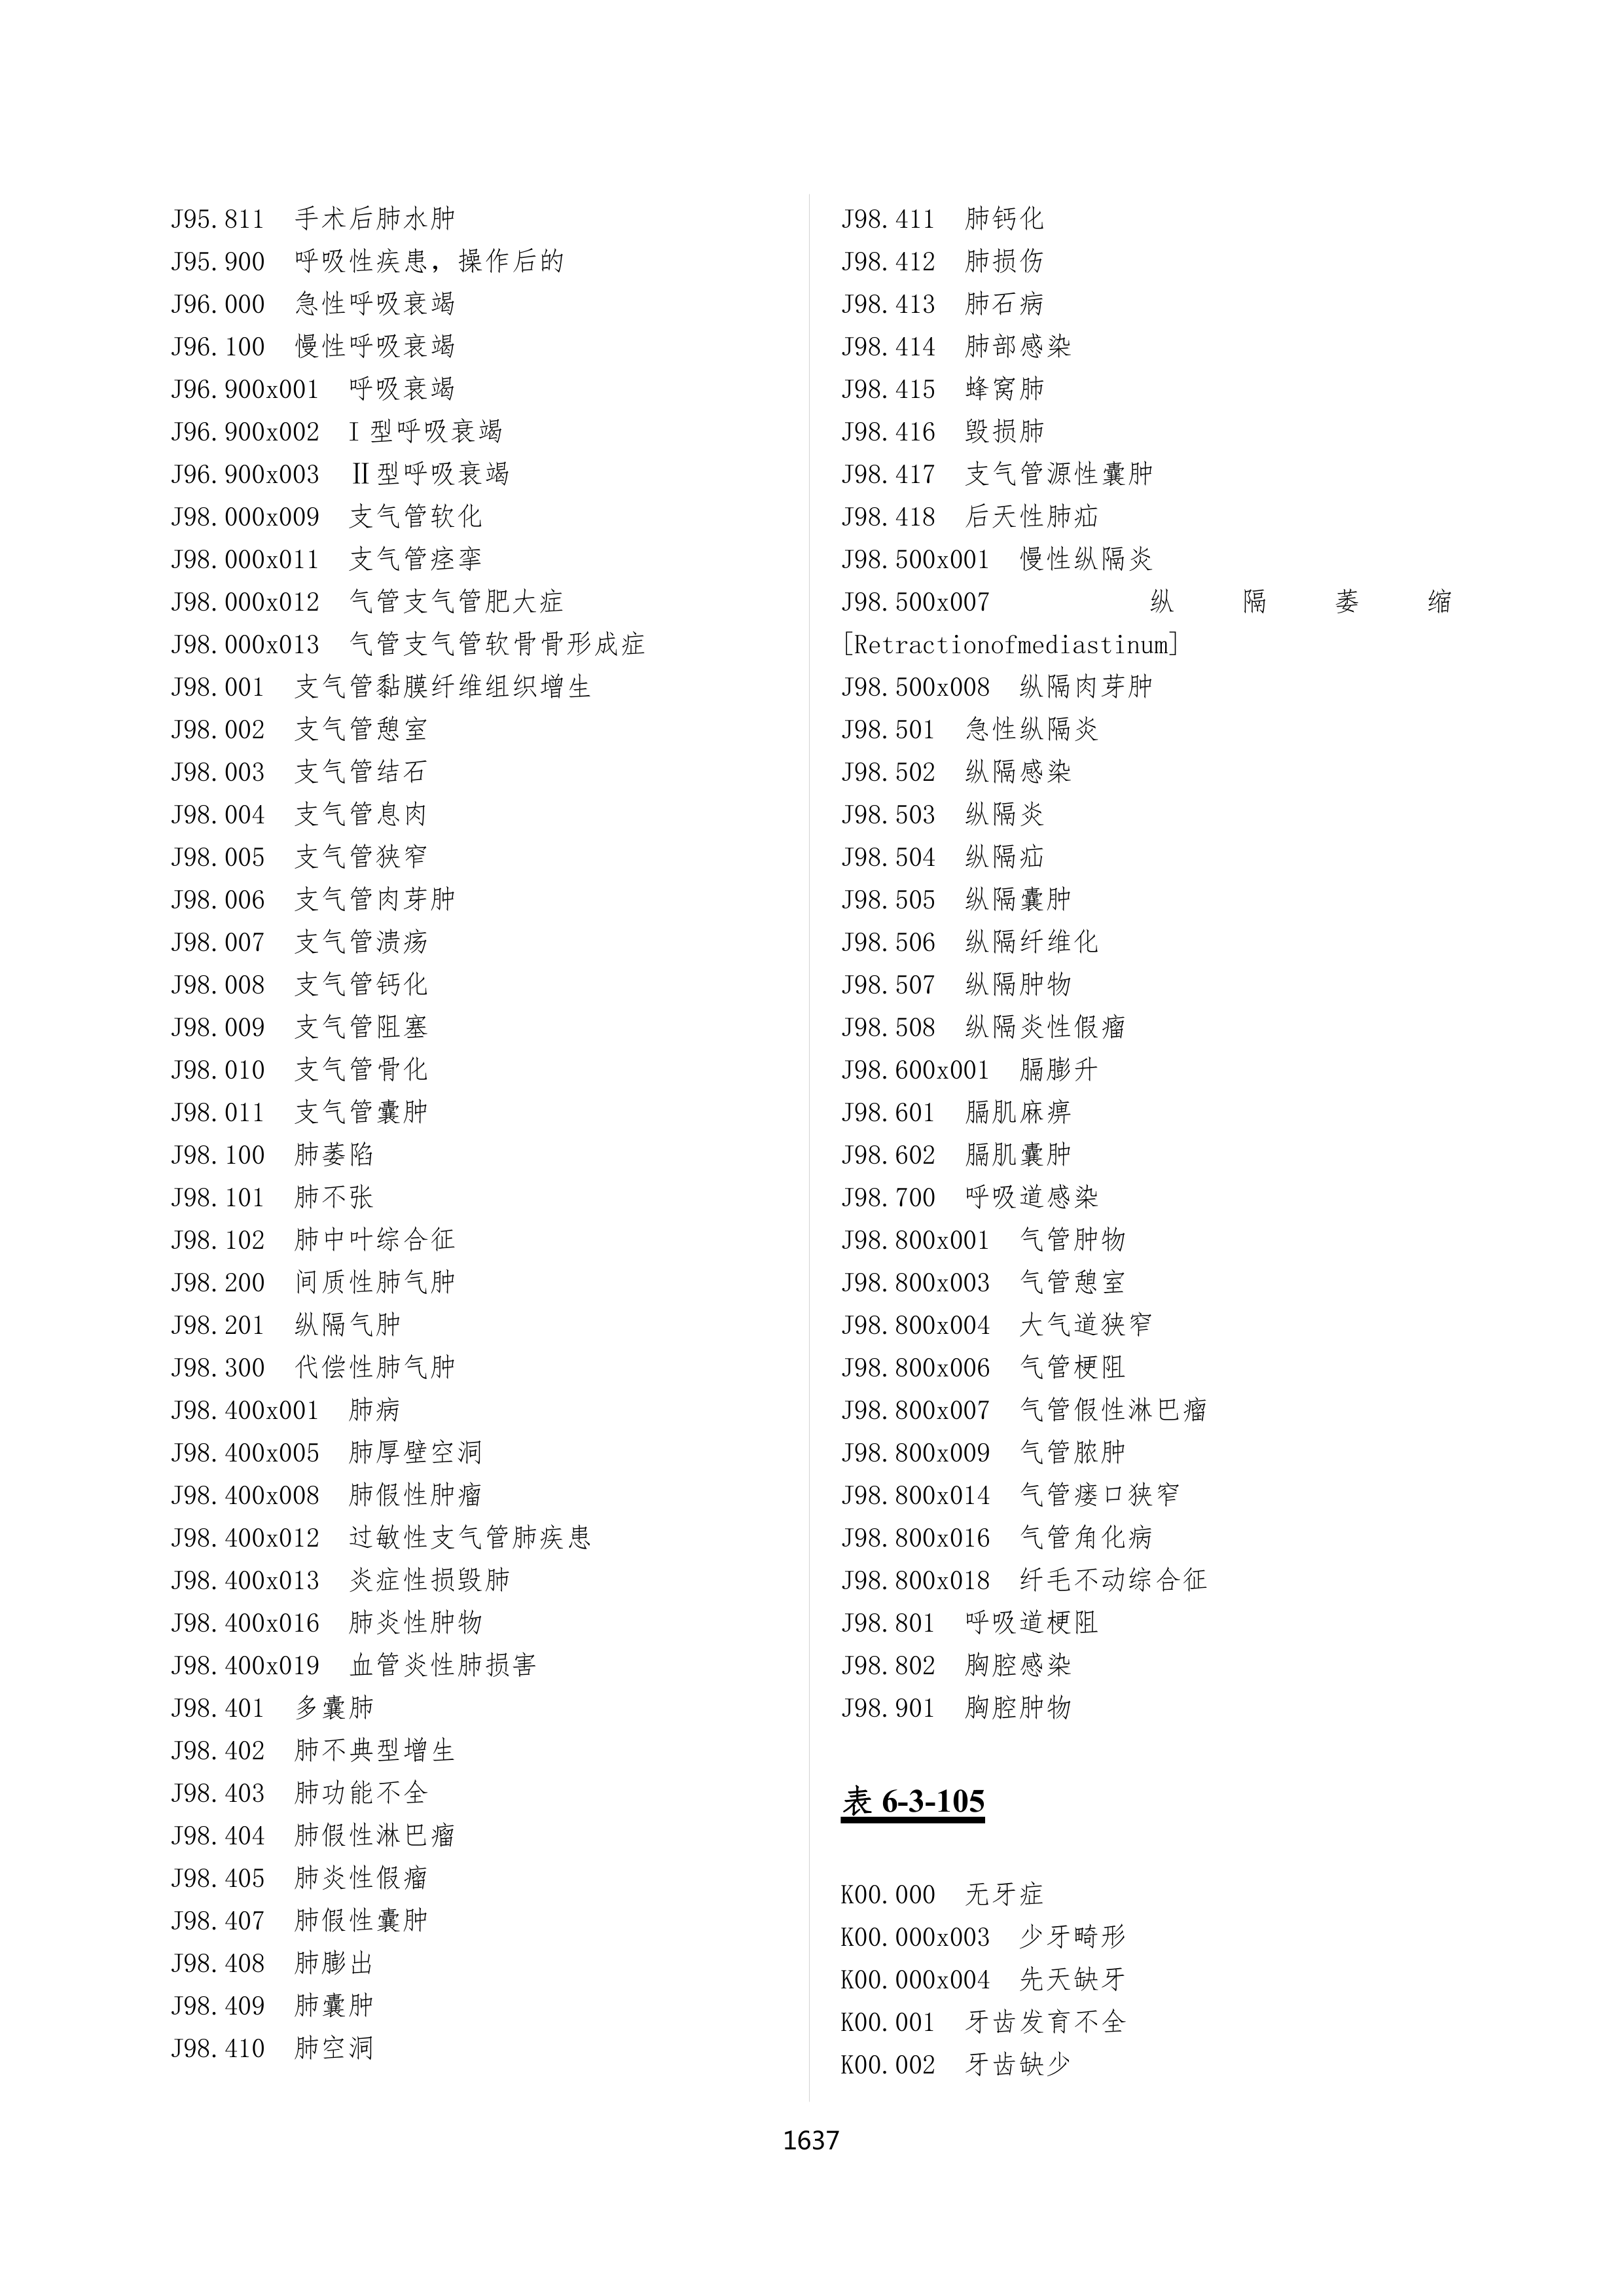 J95.811 手术后肺水肿
J95.900 呼吸性疾患，操作后的
J96.000 急性呼吸衰竭
J96.100 慢性呼吸衰竭
J96.900x001 呼吸衰竭
J96.900x002 Ⅰ型呼吸衰竭
J96.900x003 Ⅱ型呼吸衰竭
J98.000x009 支气管软化
J98.000x011 支气管痉挛
J98.000x012 气管支气管肥大症
J98.000x013 气管支气管软骨骨形成症
J98.001 支气管黏膜纤维组织增生
J98.002 支气管憩室
J98.003 支气管结石
J98.004 支气管息肉
J98.005 支气管狭窄
J98.006 支气管肉芽肿
J98.007 支气管溃疡
J98.008 支气管钙化
J98.009 支气管阻塞
J98.010 支气管骨化
J98.011 支气管囊肿
J98.100 肺萎陷
J98.101 肺不张
J98.102 肺中叶综合征
J98.200 间质性肺气肿
J98.201 纵隔气肿
J98.300 代偿性肺气肿
J98.400x001 肺病
J98.400x005 肺厚壁空洞
J98.400x008 肺假性肿瘤
J98.400x012 过敏性支气管肺疾患
J98.400x013 炎症性损毁肺
J98.400x016 肺炎性肿物
J98.400x019 血管炎性肺损害
J98.401 多囊肺
J98.402 肺不典型增生
J98.403 肺功能不全
J98.404 肺假性淋巴瘤
J98.405 肺炎性假瘤
J98.407 肺假性囊肿
J98.408 肺膨出
J98.409 肺囊肿
J98.410 肺空洞
J98.411 肺钙化
J98.412 肺损伤
J98.413 肺石病
J98.414 肺部感染
J98.415 蜂窝肺
J98.416 毁损肺
J98.417 支气管源性囊肿
J98.418 后天性肺疝
J98.500x001 慢性纵隔炎
J98.500x007 纵隔萎缩
[Retractionofmediastinum]
J98.500x008 纵隔肉芽肿
J98.501 急性纵隔炎
J98.502 纵隔感染
J98.503 纵隔炎
J98.504 纵隔疝
J98.505 纵隔囊肿
J98.506 纵隔纤维化
J98.507 纵隔肿物
J98.508 纵隔炎性假瘤
J98.600x001 膈膨升
J98.601 膈肌麻痹
J98.602 膈肌囊肿
J98.700 呼吸道感染
J98.800x001 气管肿物
J98.800x003 气管憩室
J98.800x004 大气道狭窄
J98.800x006 气管梗阻
J98.800x007 气管假性淋巴瘤
J98.800x009 气管脓肿
J98.800x014 气管瘘口狭窄
J98.800x016 气管角化病
J98.800x018 纤毛不动综合征
J98.801 呼吸道梗阻
J98.802 胸腔感染
J98.901 胸腔肿物
表 6-3-105
K00.000 无牙症
K00.000x003 少牙畸形
K00.000x004 先天缺牙
K00.001 牙齿发育不全
K00.002 牙齿缺少
1637